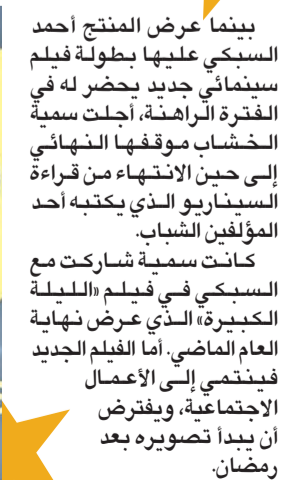 بينما عرض المنتج أحمد
السبكي عليها بطولة فيلم
سينمائي جديد يحضر له في
الفترة الراهنة، أجلت سمية
الخشاب موقفها النهائي
إلى حين الانتهاء من قراءة
السيناريو الذي يكتبه أحد
المؤلفين الشباب.
كانت سمية شاركت مع
السبكي في فيلم «الليلة
الكبيرة» الذي عرض نهاية
العام الماضي. أما الفيلم الجديد
فينتمي إلى الأعمال
الاجتماعية، ويفترض
أن يبدأ تصويره بعد
رمضان.